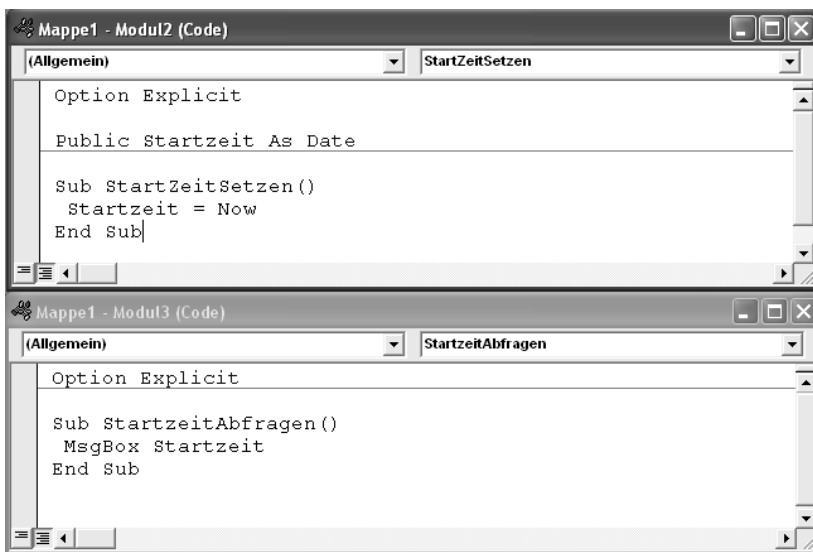 Mappe1 - Modul2 (Code)
(Allgemein) StartZeitSetzen
Option Explicit
Public Startzeit As Date
Sub StartZeitSetzen()
Startzeit = Now
End Sub
Mappe1 - Modul3 (Code)
(Allgemein) StartzeitAbfragen
Option Explicit
Sub StartzeitAbfragen()
MsgBox Startzeit
End Sub